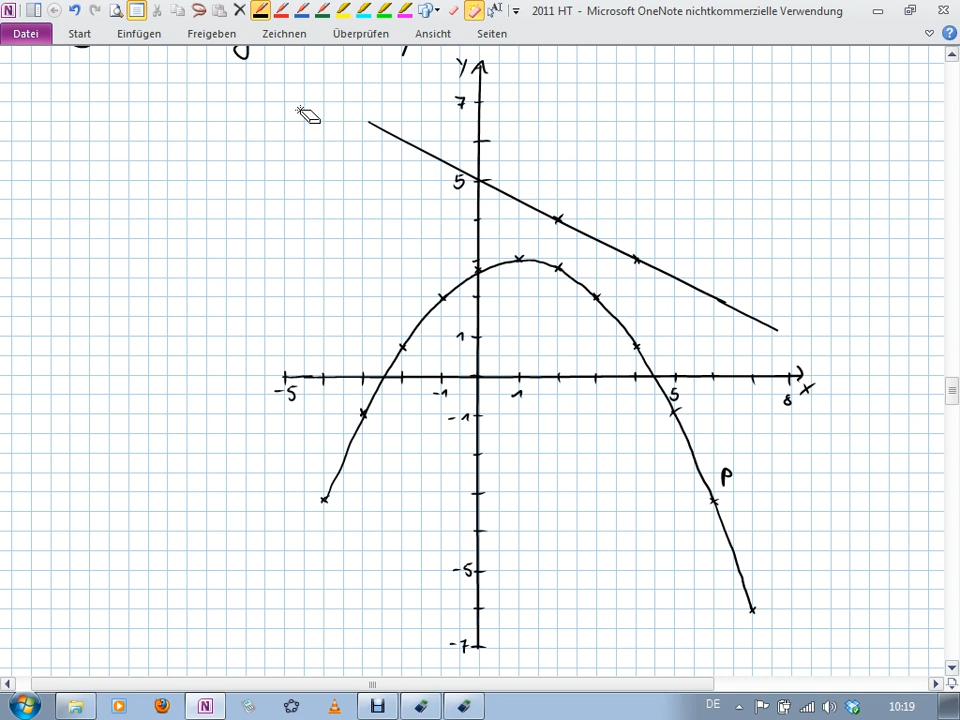 2011 HT - Microsoft OneNote nichtkommerzielle Verwendung
Datei Start Einfügen Freigeben Zeichnen Überprüfen Ansicht Seiten
y
7
5
1
-5 -1 1 5 8 x
-1
P
-5
-7
DE 10:19